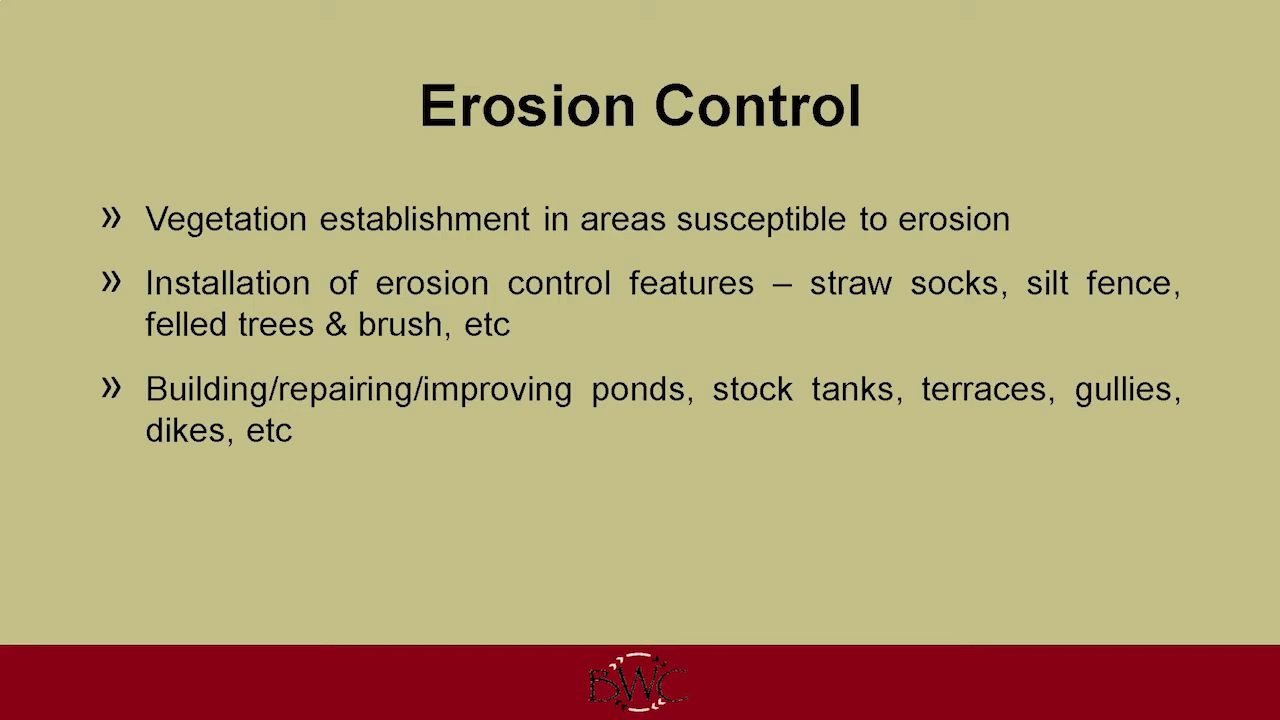 Erosion Control
» Vegetation establishment in areas susceptible to erosion
» Installation of erosion control features – straw socks, silt fence,
felled trees & brush, etc
» Building/repairing/improving ponds, stock tanks, terraces, gullies,
dikes, etc
BWC